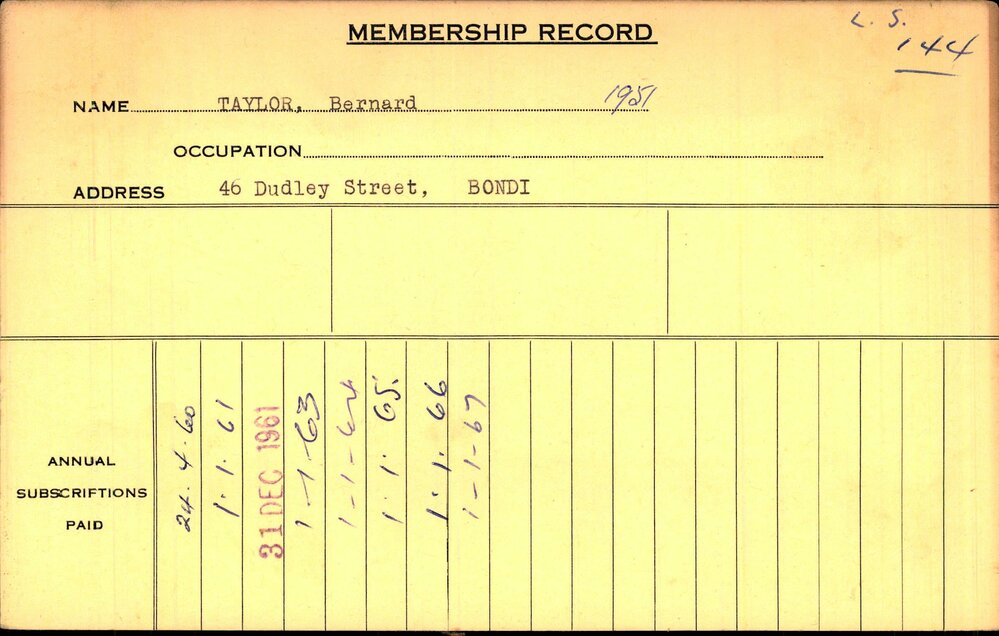 MEMBERSHIP RECORD
L. S.
144
NAME TAYLOR, Bernard 1951
OCCUPATION
ADDRESS 46 Dudley Street, BONDI
ANNUAL
SUBSCRIPTIONS
PAID
24.4.60
1.1.61
31 DEC 1961
1-1-63
1-1-64
1.1.65.
1.1.66
1-1-67